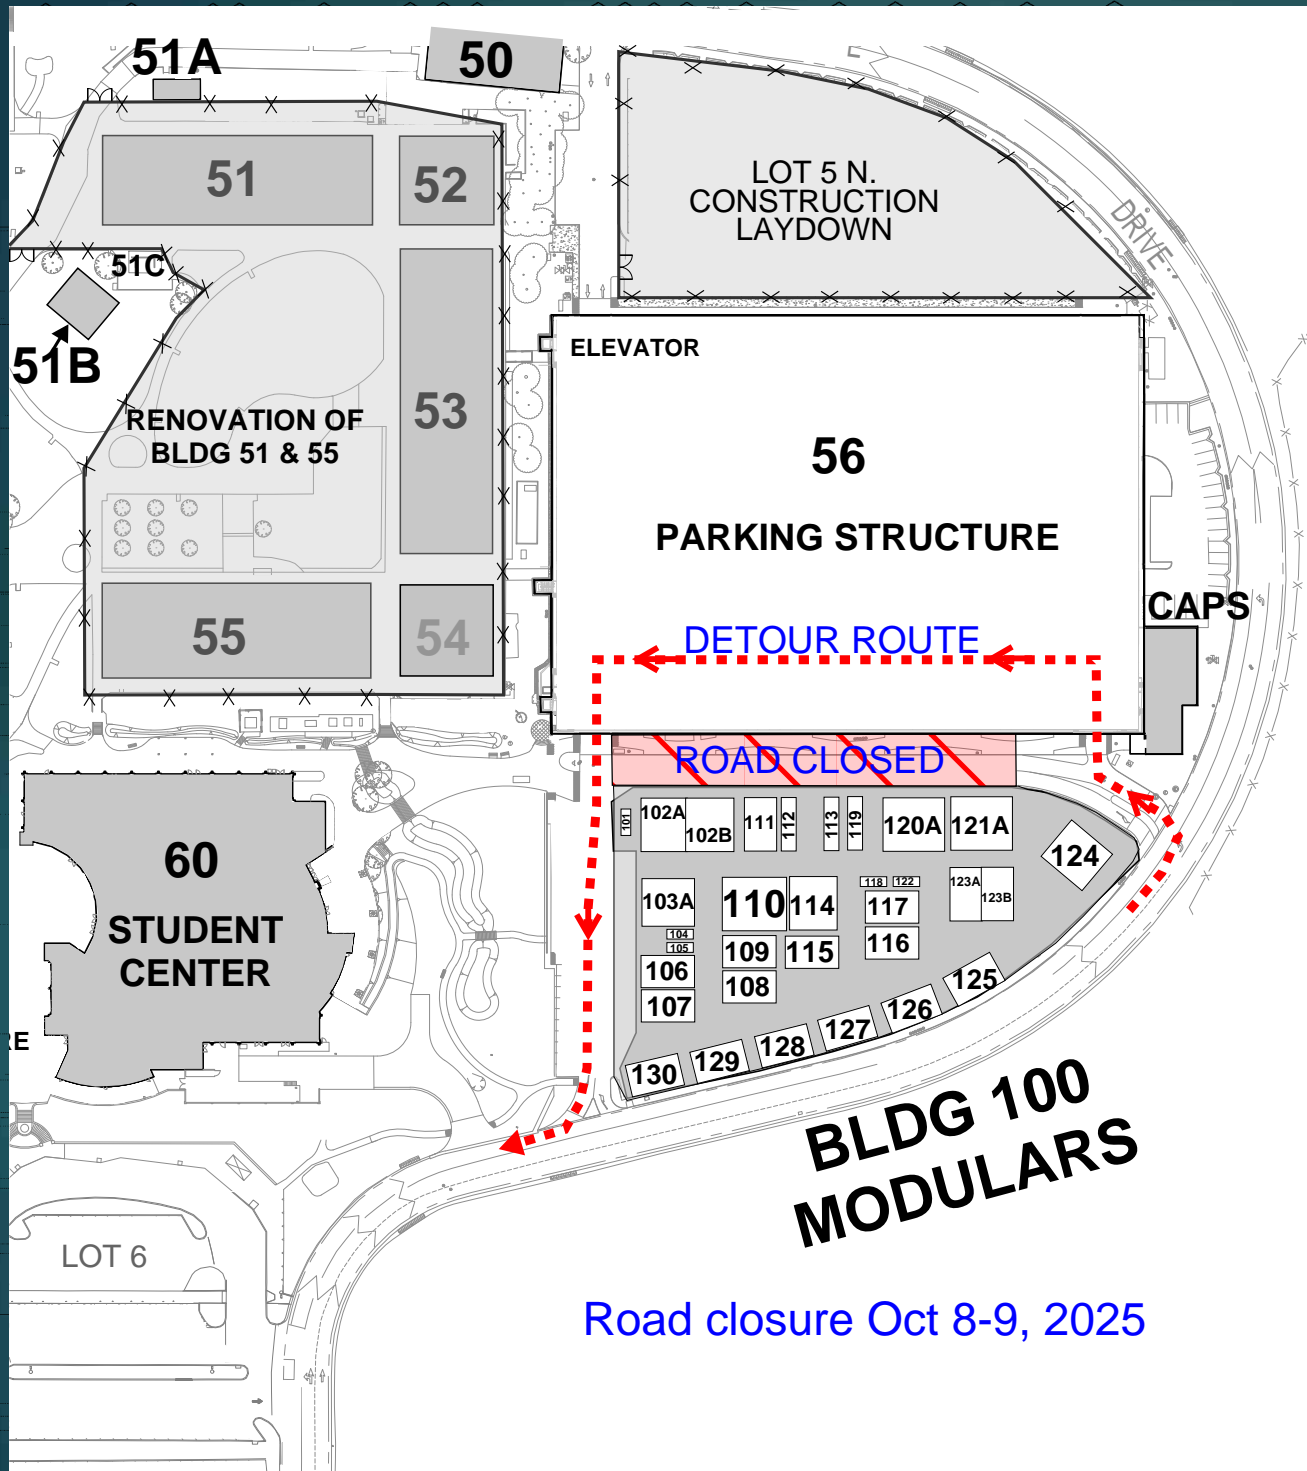 51A
50
51
52
LOT 5 N.
CONSTRUCTION
LAYDOWN
DRIVE
51C
51B
ELEVATOR
53
RENOVATION OF
BLDG 51 & 55
56
PARKING STRUCTURE
CAPS
55
54
DETOUR ROUTE
ROAD CLOSED
101
102A
102B
111
112
113
119
120A
121A
124
60
STUDENT
CENTER
103A
104
105
110
114
118
122
117
123A
123B
116
109
115
106
108
107
125
126
127
128
129
130
RE
BLDG 100
MODULARS
LOT 6
Road closure Oct 8-9, 2025